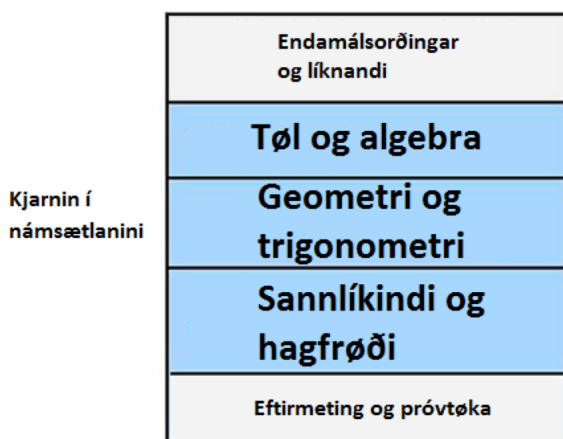 Endamálsorðingar
og líknandi
Tøl og algebra
Kjarnin í
námsætlanini
Geometri og
trigonometri
Sannlíkindi og
hagfrøði
Eftirmeting og próvtøka